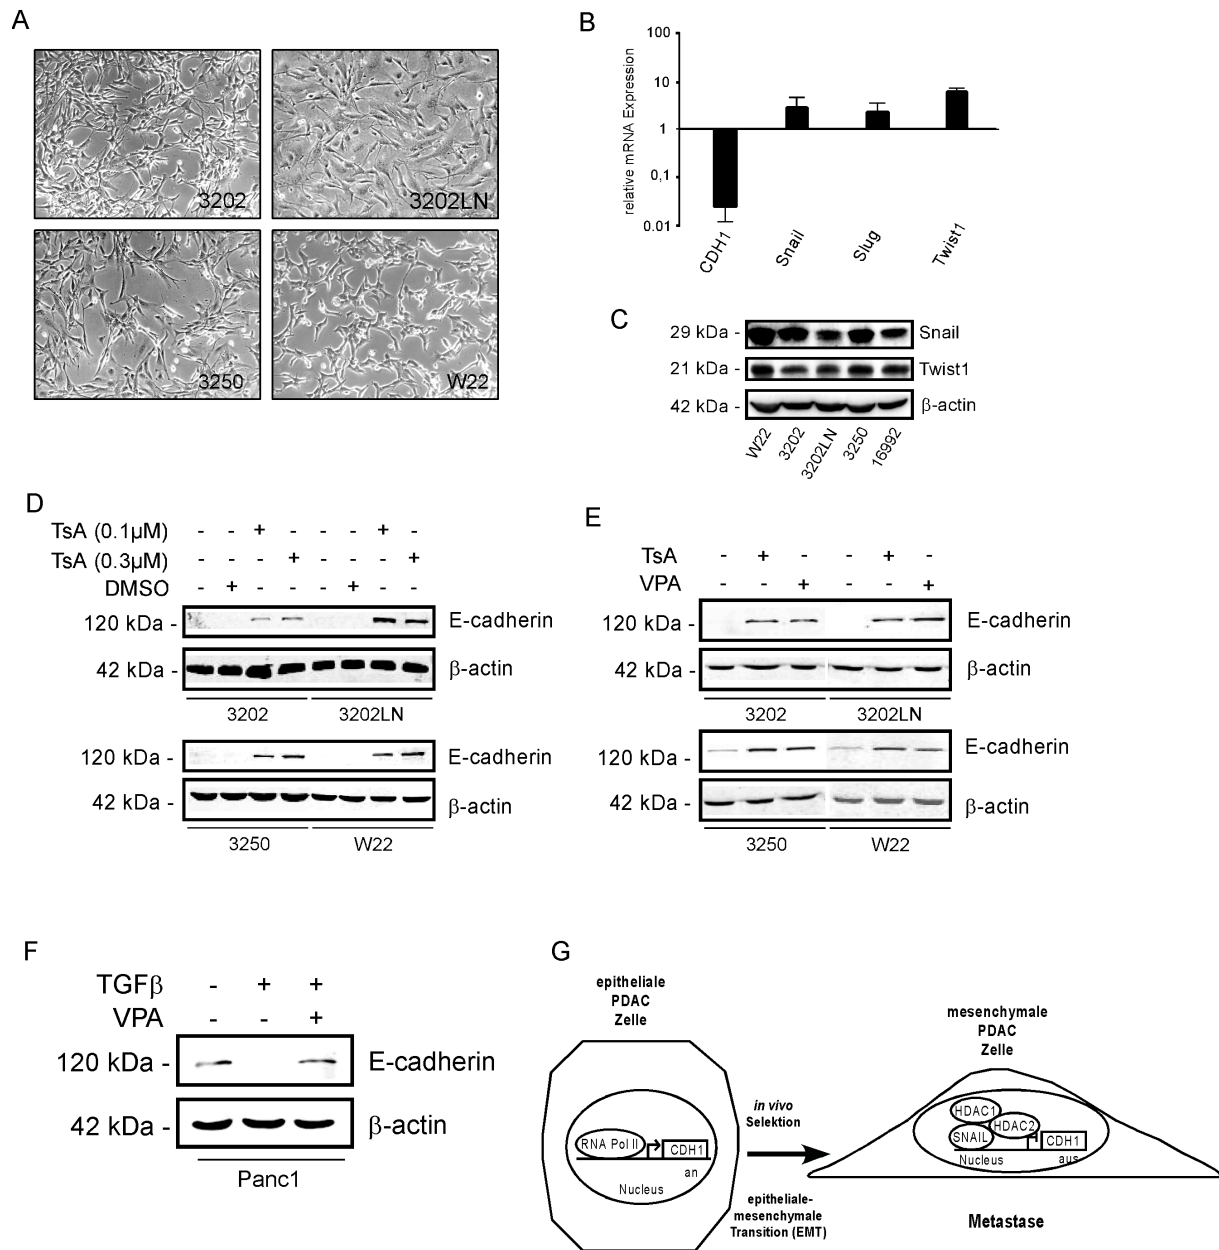 A
3202
3202LN
3250
W22
B
relative mRNA Expression
100
10
1
0,1
0.01
CDH1
Snail
Slug
Twist1
C
29 kDa - Snail
21 kDa - Twist1
42 kDa - β-actin
W22 3202 3202LN 3250 16992
D
TsA (0.1µM) - - + - - - + -
TsA (0.3µM) - - - + - - - +
DMSO - + - - - + - -
120 kDa - E-cadherin
42 kDa - β-actin
3202 3202LN
120 kDa - E-cadherin
42 kDa - β-actin
3250 W22
E
TsA - + - - + -
VPA - - + - - +
120 kDa - E-cadherin
42 kDa - β-actin
3202 3202LN
120 kDa - E-cadherin
42 kDa - β-actin
3250 W22
F
TGFβ - + +
VPA - - +
120 kDa - E-cadherin
42 kDa - β-actin
Panc1
G
epitheliale
PDAC
Zelle
RNA Pol II
CDH1
an
Nucleus
in vivo
Selektion
epitheliale-
mesenchymale
Transition (EMT)
mesenchymale
PDAC
Zelle
HDAC1
HDAC2
SNAIL
CDH1
Nucleus
aus
Metastase